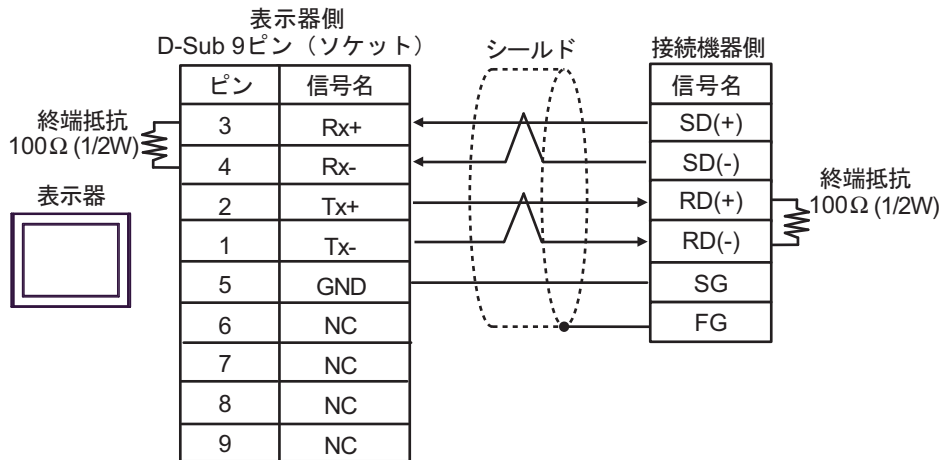 表示器側
D-Sub 9ピン（ソケット）
シールド
接続機器側
ピン 信号名
信号名
終端抵抗
100Ω (1/2W)
3 Rx+
SD(+)
4 Rx-
SD(-)
表示器
2 Tx+
RD(+)
終端抵抗
100Ω (1/2W)
1 Tx-
RD(-)
5 GND
SG
6 NC
FG
7 NC
8 NC
9 NC